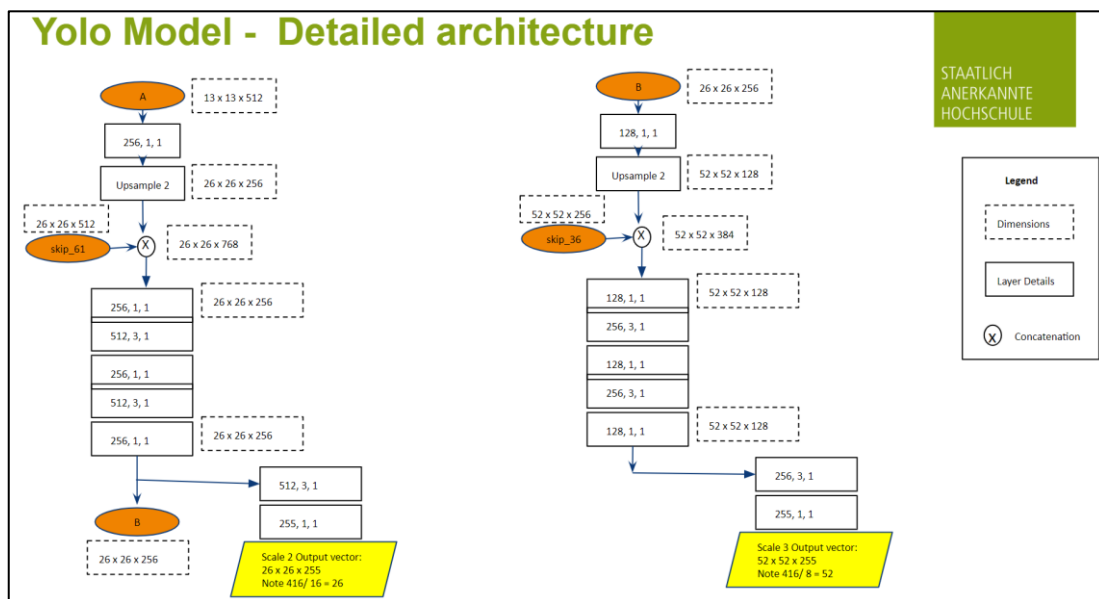 Yolo Model - Detailed architecture
STAATLICH
ANERKANNTE
HOCHSCHULE
A
13 x 13 x 512
256, 1, 1
Upsample 2
26 x 26 x 256
26 x 26 x 512
skip_61
X
26 x 26 x 768
256, 1, 1
26 x 26 x 256
512, 3, 1
256, 1, 1
512, 3, 1
256, 1, 1
26 x 26 x 256
512, 3, 1
255, 1, 1
B
26 x 26 x 256
Scale 2 Output vector:
26 x 26 x 255
Note 416/ 16 = 26
B
26 x 26 x 256
128, 1, 1
Upsample 2
52 x 52 x 128
52 x 52 x 256
skip_36
X
52 x 52 x 384
128, 1, 1
52 x 52 x 128
256, 3, 1
128, 1, 1
256, 3, 1
128, 1, 1
52 x 52 x 128
256, 3, 1
255, 1, 1
Scale 3 Output vector:
52 x 52 x 255
Note 416/ 8 = 52
Legend
Dimensions
Layer Details
X
Concatenation